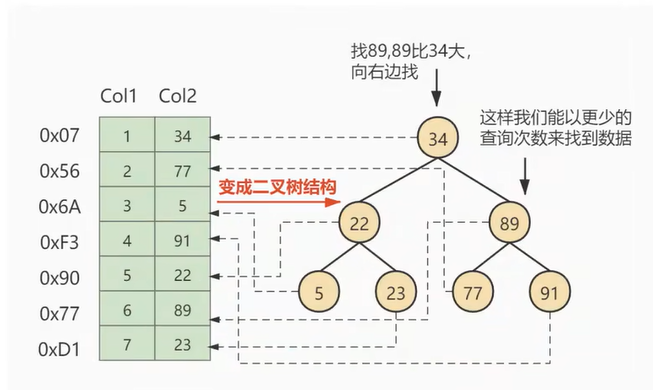 找89,89比34大，
向右边找
这样我们能以更少的
查询次数来找到数据
Col1 Col2
0x07 1 34
0x56 2 77
0x6A 3 5
0xF3 4 91
0x90 5 22
0x77 6 89
0xD1 7 23
变成二叉树结构
34
22 89
5 23 77 91